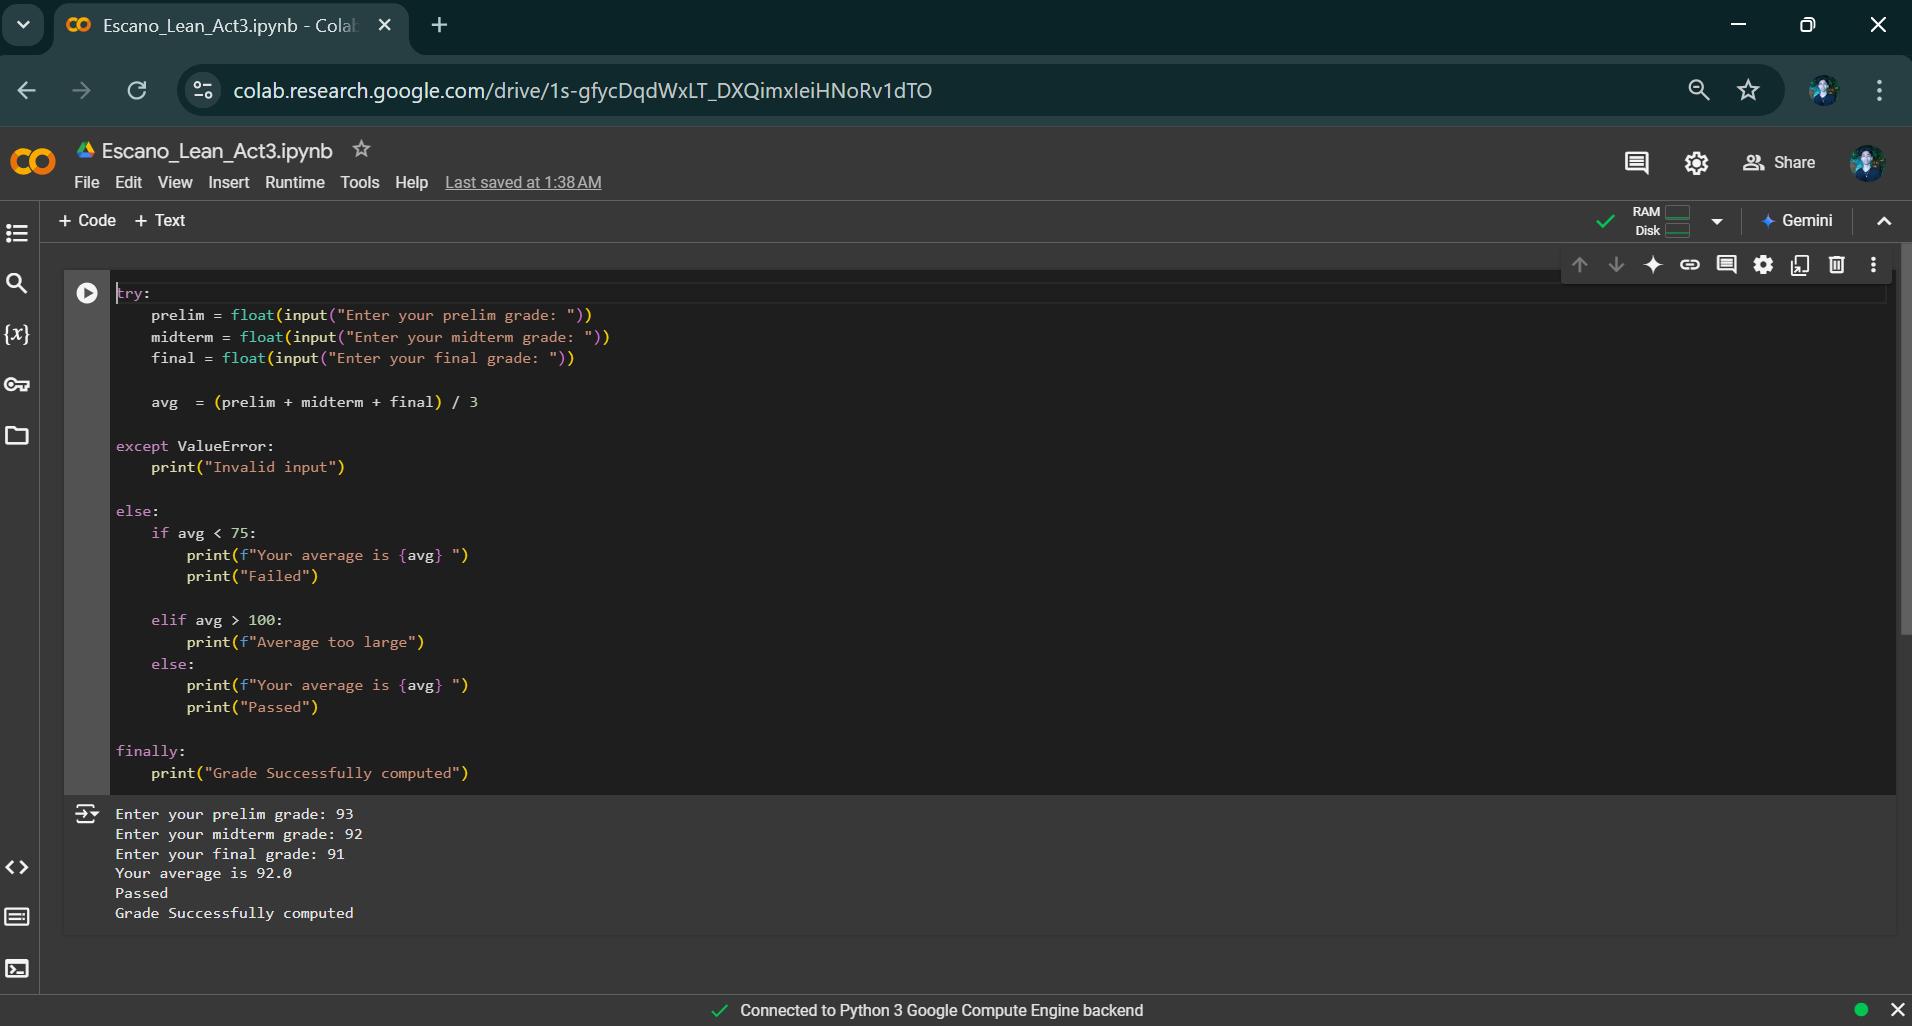 Escano_Lean_Act3.ipynb - Colab
colab.research.google.com/drive/1s-gfycDqdWxLT_DXQimxIeiHNoRv1dTO
Escano_Lean_Act3.ipynb
File Edit View Insert Runtime Tools Help Last saved at 1:38 AM
Share
+ Code + Text
RAM
Disk
Gemini
try:
    prelim = float(input("Enter your prelim grade: "))
    midterm = float(input("Enter your midterm grade: "))
    final = float(input("Enter your final grade: "))
    avg  = (prelim + midterm + final) / 3
except ValueError:
    print("Invalid input")
else:
    if avg < 75:
        print(f"Your average is {avg} ")
        print("Failed")
    elif avg > 100:
        print(f"Average too large")
    else:
        print(f"Your average is {avg} ")
        print("Passed")
finally:
    print("Grade Successfully computed")
Enter your prelim grade: 93
Enter your midterm grade: 92
Enter your final grade: 91
Your average is 92.0
Passed
Grade Successfully computed
Connected to Python 3 Google Compute Engine backend